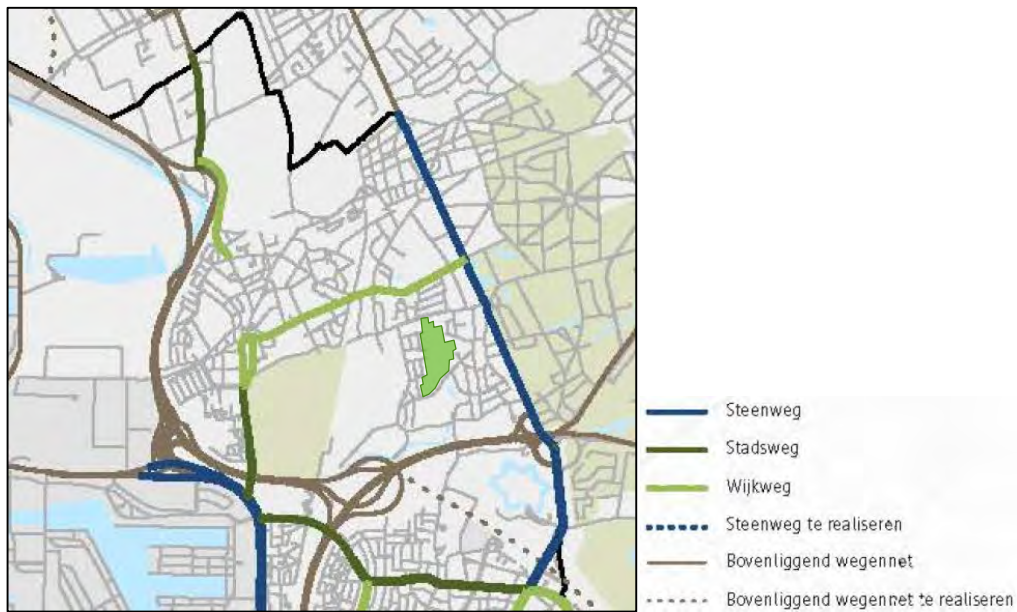 Steenweg
Stadsweg
Wijkweg
Steenweg te realiseren
Bovenliggend wegennet
Bovenliggend wegennet te realiseren